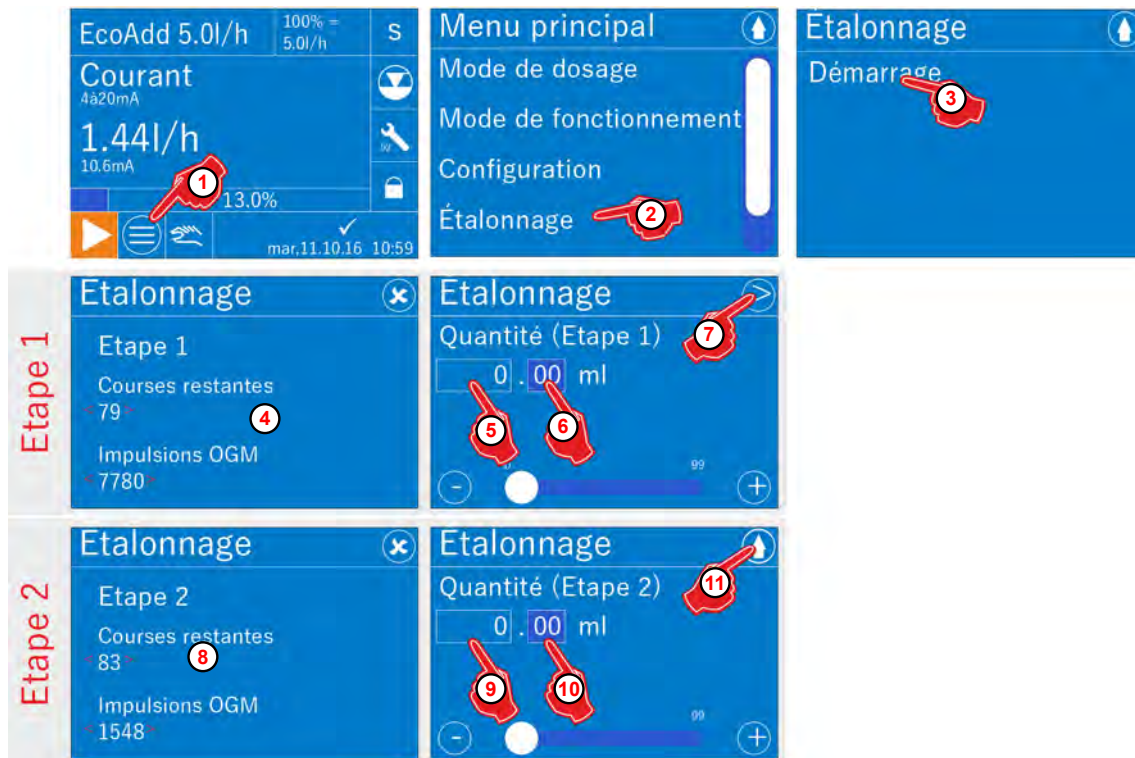 EcoAdd 5.0l/h
100% =
5.0l/h
S
Courant
4à20mA
1.44l/h
10.6mA
1
13.0%
mar,11.10.16 10:59
Menu principal
Mode de dosage
Mode de fonctionnement
Configuration
Étalonnage
2
Étalonnage
Démarrage
3
Etape 1
Etalonnage
Etape 1
Courses restantes
< 79 >
4
Impulsions OGM
< 7780 >
Etalonnage
>
7
Quantité (Etape 1)
0 . 00 ml
5
6
99
-
+
Etape 2
Etalonnage
Etape 2
Courses restantes
< 83 >
8
Impulsions OGM
< 1548 >
Etalonnage
11
Quantité (Etape 2)
0 . 00 ml
9
10
99
-
+